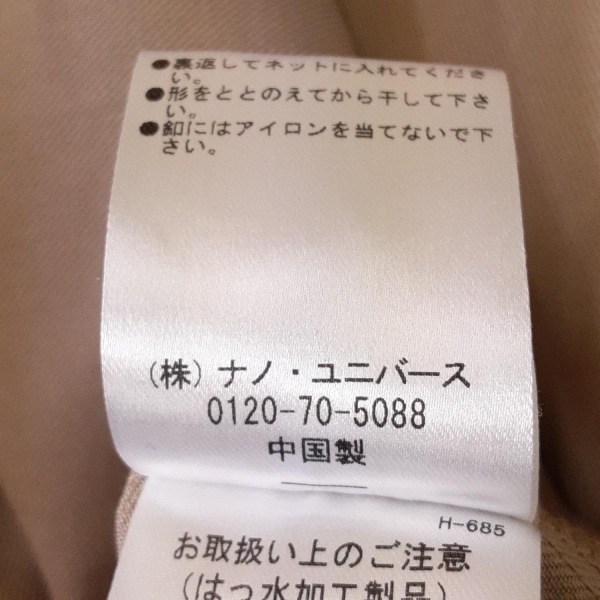 ●裏返してネットに入れてくださ
い。
●形をととのえてから干して下さ
い。
●釦にはアイロンを当てないで下
さい。
(株)ナノ・ユニバース
0120-70-5088
中国製
H-685
お取扱い上のご注意
(はっ水加工製品)